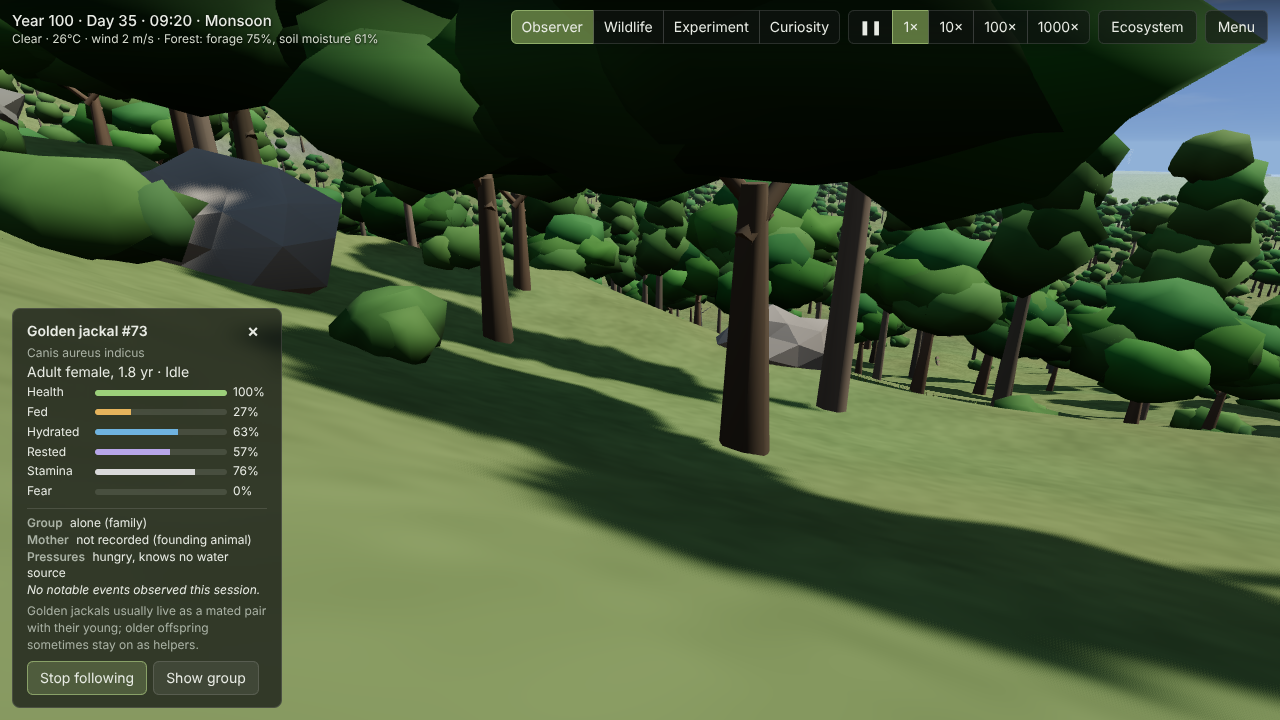 Year 100 · Day 35 · 09:20 · Monsoon
Clear · 26°C · wind 2 m/s · Forest: forage 75%, soil moisture 61%
Observer Wildlife Experiment Curiosity ❚❚ 1× 10× 100× 1000× Ecosystem Menu
Golden jackal #73 ×
Canis aureus indicus
Adult female, 1.8 yr · Idle
Health 100%
Fed 27%
Hydrated 63%
Rested 57%
Stamina 76%
Fear 0%
Group alone (family)
Mother not recorded (founding animal)
Pressures hungry, knows no water
source
No notable events observed this session.
Golden jackals usually live as a mated pair
with their young; older offspring
sometimes stay on as helpers.
Stop following Show group